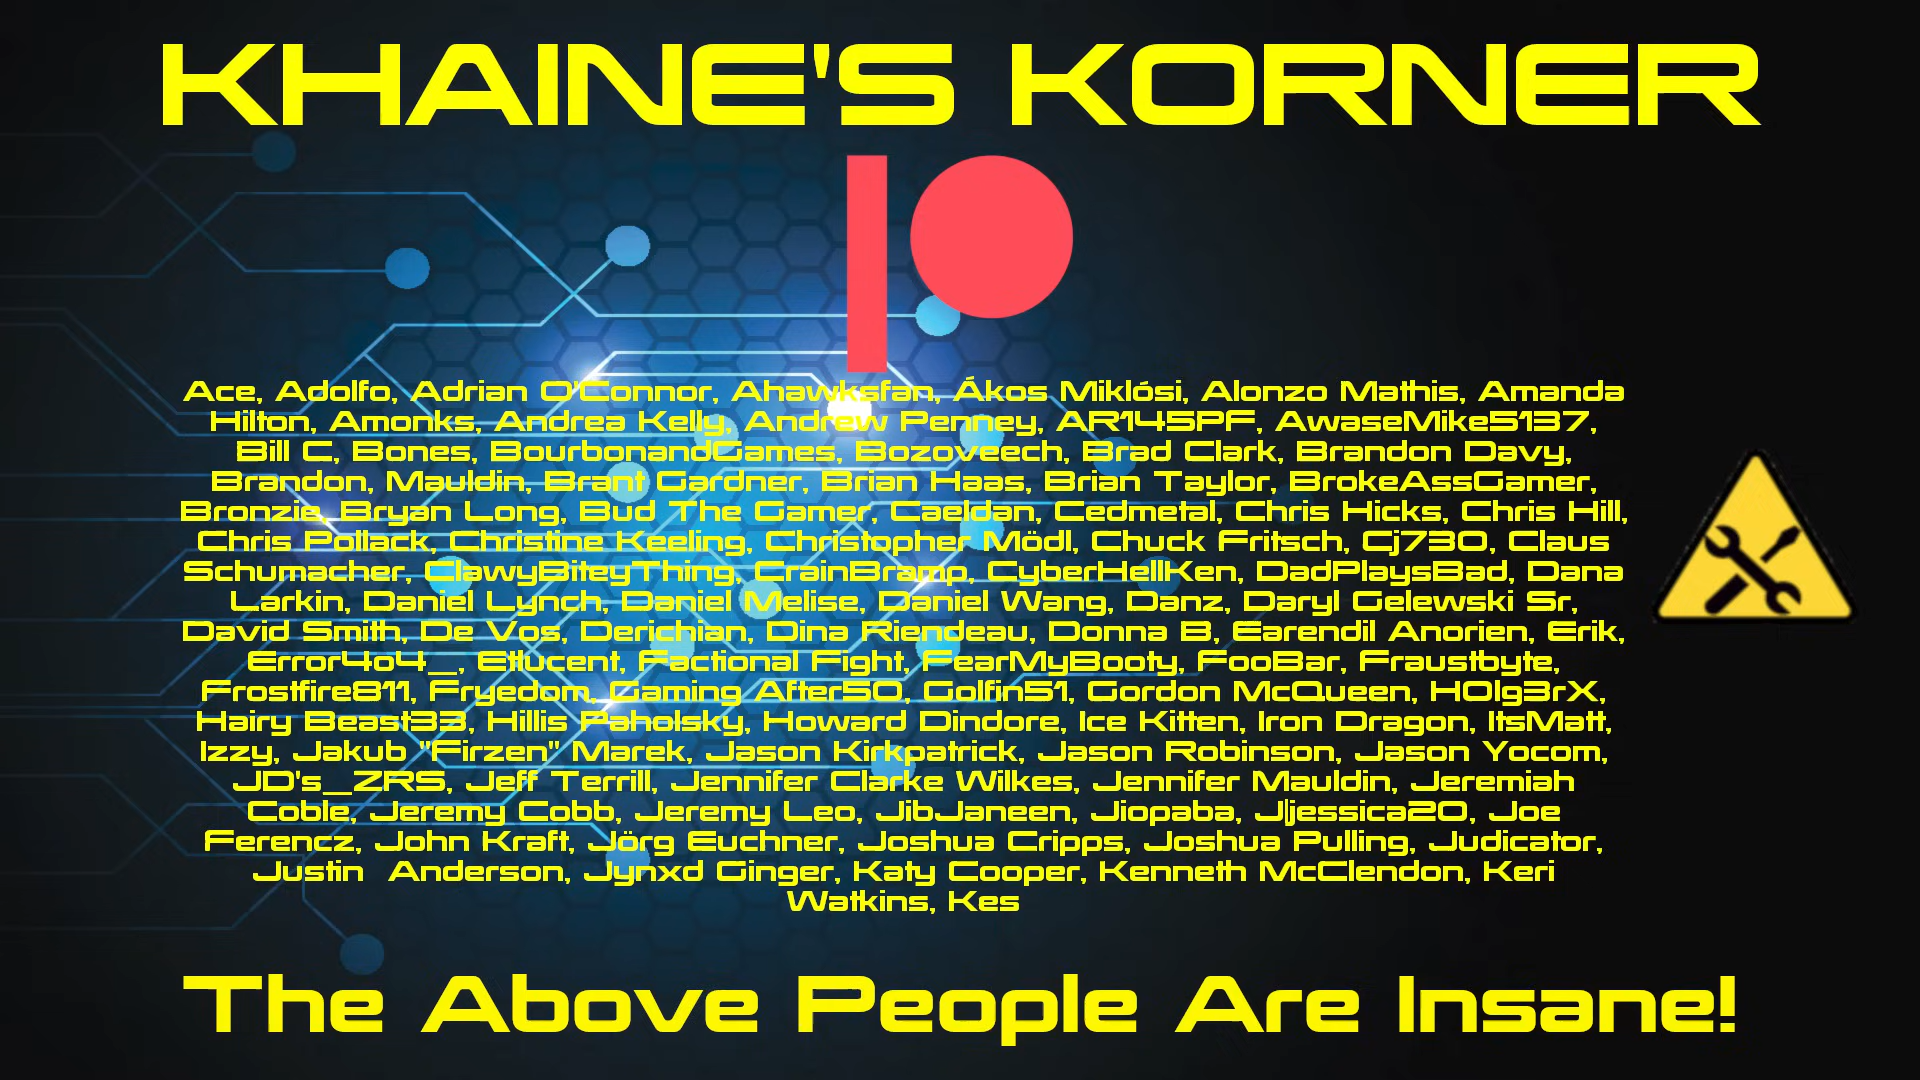 KHAINE'S KORNER
Ace, Adolfo, Adrian O'Connor, Ahawksfan, Ákos Miklósi, Alonzo Mathis, Amanda
Hilton, Amonks, Andrea Kelly, Andrew Penney, AR145PF, AwaseMike5137,
Bill C, Bones, BourbonandGames, Bozoveech, Brad Clark, Brandon Davy,
Brandon, Mauldin, Brant Gardner, Brian Haas, Brian Taylor, BrokeAssGamer,
Bronzie, Bryan Long, Bud The Gamer, Caeldan, Cedmetal, Chris Hicks, Chris Hill,
Chris Pollack, Christine Keeling, Christopher Mödl, Chuck Fritsch, Cj730, Claus
Schumacher, ClawyBiteyThing, CrainBramp, CyberHellKen, DadPlaysBad, Dana
Larkin, Daniel Lynch, Daniel Melise, Daniel Wang, Danz, Daryl Gelewski Sr,
David Smith, De Vos, Derichian, Dina Riendeau, Donna B, Earendil Anorien, Erik,
Error4o4_, Etlucent, Factional Fight, FearMyBooty, FooBar, Fraustbyte,
Frostfire811, Fryedom, Gaming After50, Golfin51, Gordon McQueen, H0lg3rX,
Hairy Beast33, Hillis Paholsky, Howard Dindore, Ice Kitten, Iron Dragon, ItsMatt,
Izzy, Jakub "Firzen" Marek, Jason Kirkpatrick, Jason Robinson, Jason Yocom,
JD's_ZRS, Jeff Terrill, Jennifer Clarke Wilkes, Jennifer Mauldin, Jeremiah
Coble, Jeremy Cobb, Jeremy Leo, JibJaneen, Jiopaba, Jljessica20, Joe
Ferencz, John Kraft, Jörg Euchner, Joshua Cripps, Joshua Pulling, Judicator,
Justin  Anderson, Jynxd Ginger, Katy Cooper, Kenneth McClendon, Keri
Watkins, Kes
The Above People Are Insane!